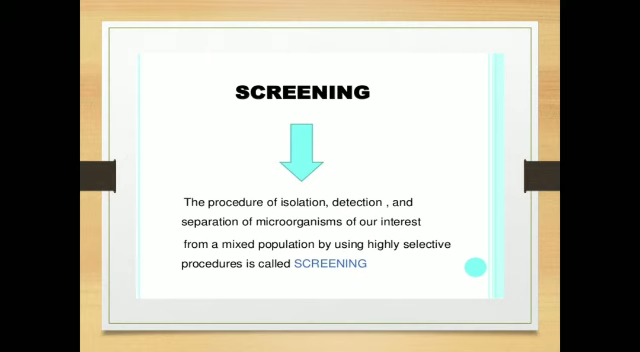 SCREENING
The procedure of isolation, detection , and
separation of microorganisms of our interest
from a mixed population by using highly selective
procedures is called SCREENING